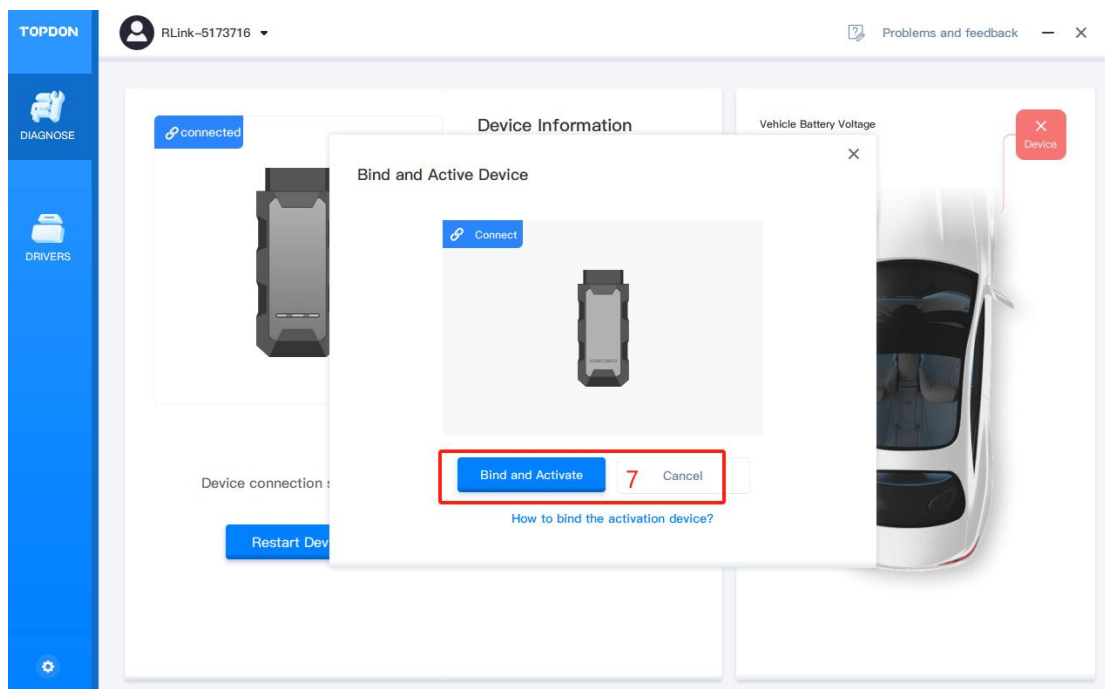 TOPDON
RLink-5173716
Problems and feedback
DIAGNOSE
DRIVERS
connected
Device Information
Vehicle Battery Voltage
Device
Bind and Active Device
Connect
Bind and Activate
7
Cancel
How to bind the activation device?
Device connection
Restart Dev